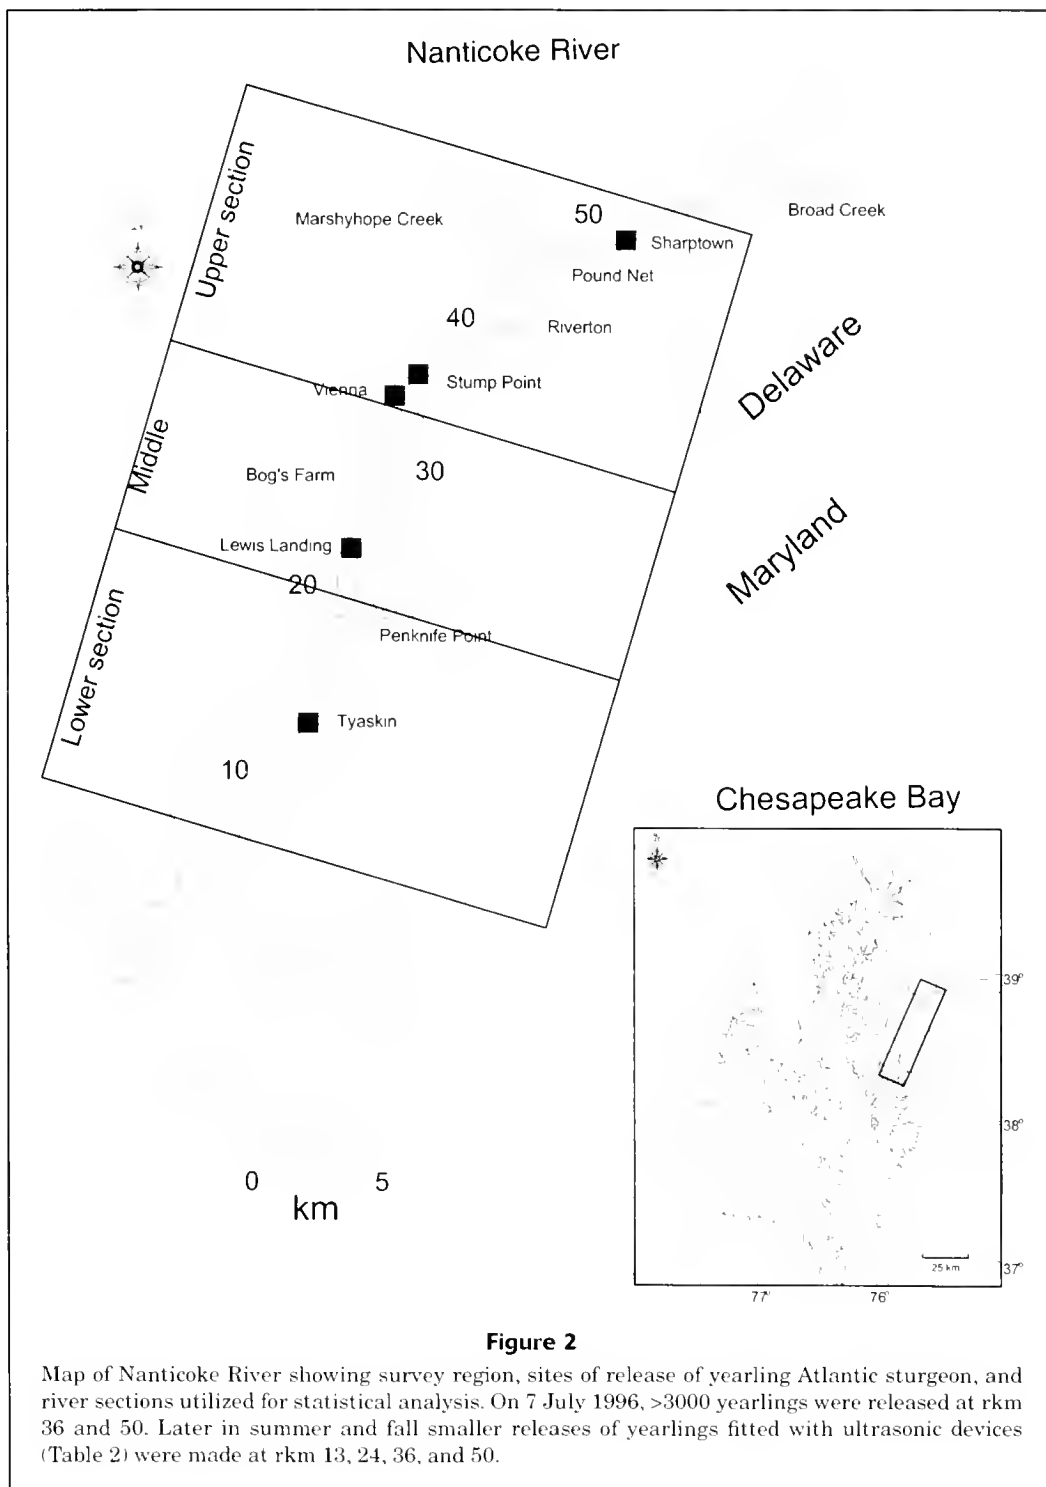 Nanticoke River
Upper section
Marshyhope Creek
50
Broad Creek
Sharptown
Pound Net
40
Riverton
Delaware
Vienna
Stump Point
Middle
Bog's Farm
30
Maryland
Lewis Landing
20
Lower section
Penknife Point
Tyaskin
10
Chesapeake Bay
39°
38°
37°
25 km
77°
76°
0 5
km
Figure 2
Map of Nanticoke River showing survey region, sites of release of yearling Atlantic sturgeon, and
river sections utilized for statistical analysis. On 7 July 1996, >3000 yearlings were released at rkm
36 and 50. Later in summer and fall smaller releases of yearlings fitted with ultrasonic devices
(Table 2) were made at rkm 13, 24, 36, and 50.